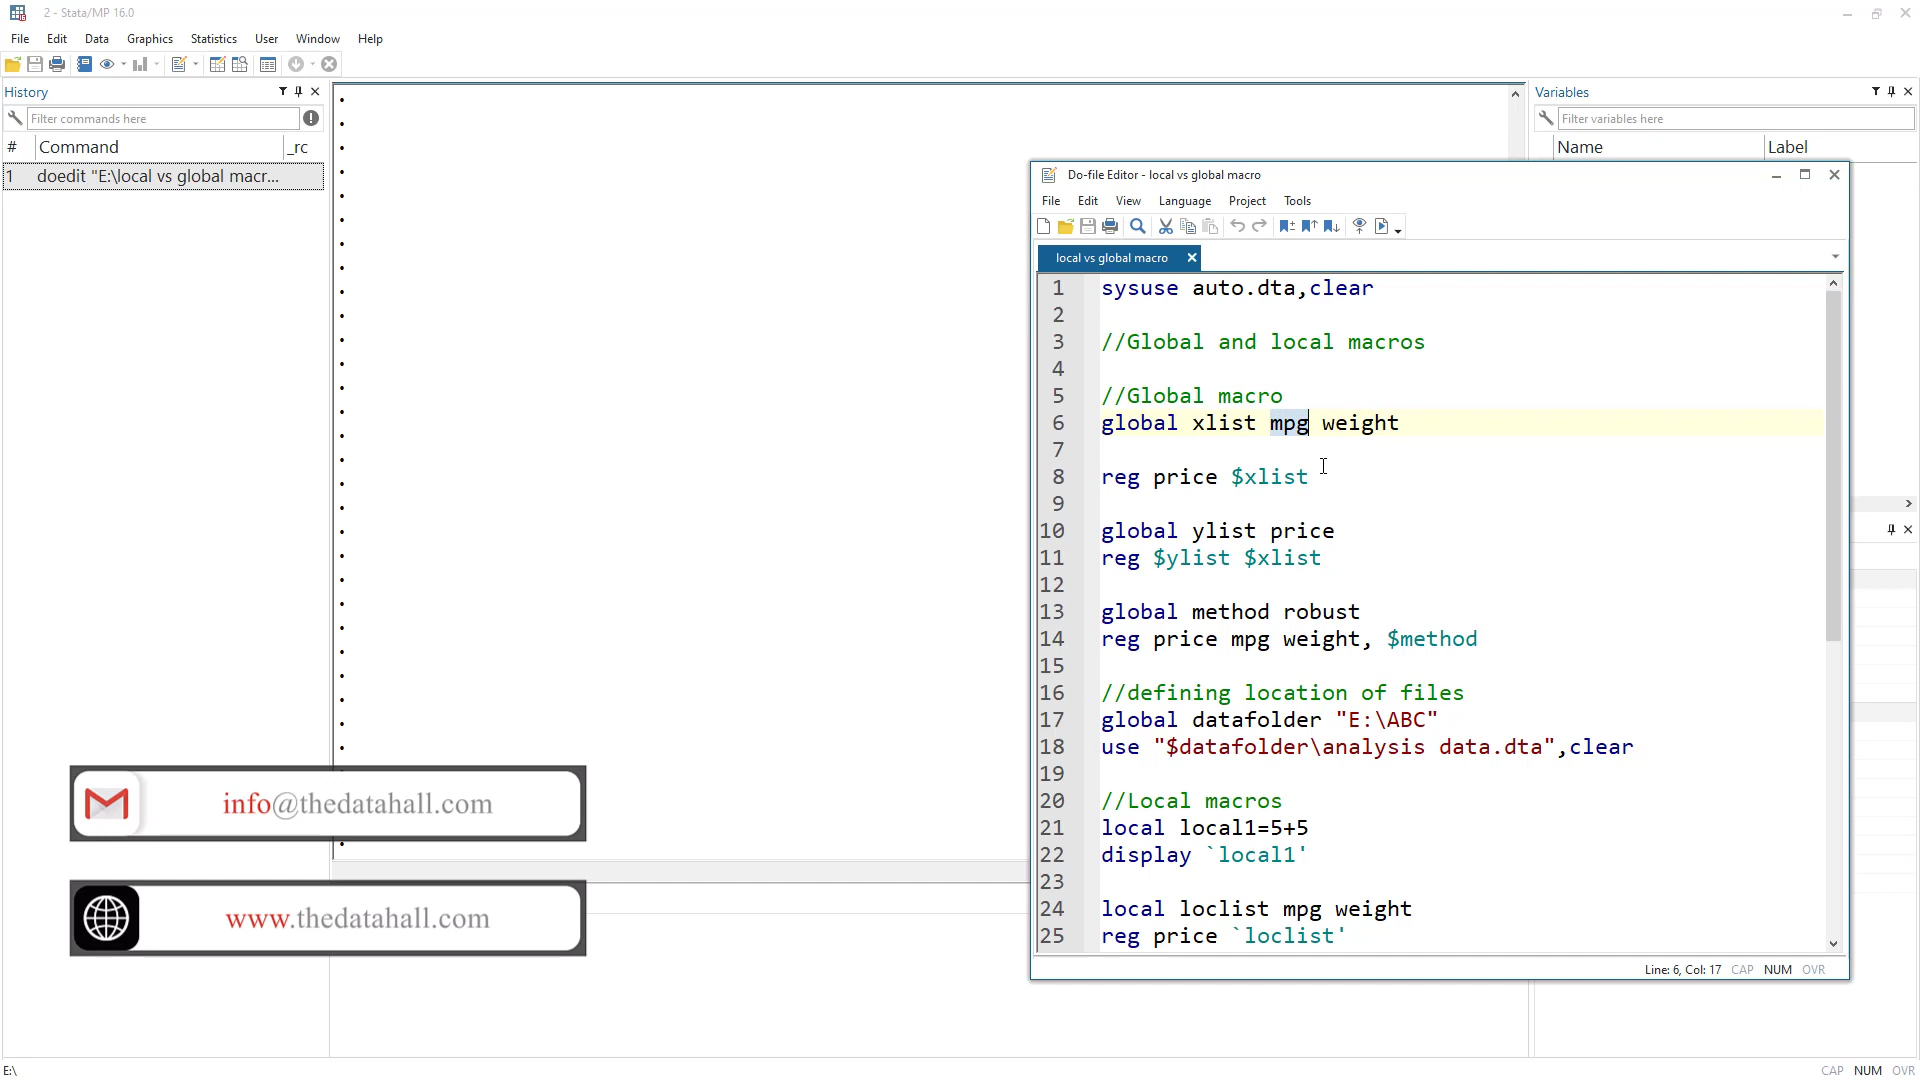 2 - Stata/MP 16.0
File Edit Data Graphics Statistics User Window Help
History
Filter commands here
# Command _rc
1 doedit "E:\local vs global macr...
Variables
Filter variables here
Name Label
Do-file Editor - local vs global macro
File Edit View Language Project Tools
local vs global macro
1 sysuse auto.dta,clear
2
3 //Global and local macros
4
5 //Global macro
6 global xlist mpg weight
7
8 reg price $xlist
9
10 global ylist price
11 reg $ylist $xlist
12
13 global method robust
14 reg price mpg weight, $method
15
16 //defining location of files
17 global datafolder "E:\ABC"
18 use "$datafolder\analysis data.dta",clear
19
20 //Local macros
21 local local1=5+5
22 display `local1'
23
24 local loclist mpg weight
25 reg price `loclist'
Line: 6, Col: 17 CAP NUM OVR
info@thedatahall.com
www.thedatahall.com
E:\
CAP NUM OVR